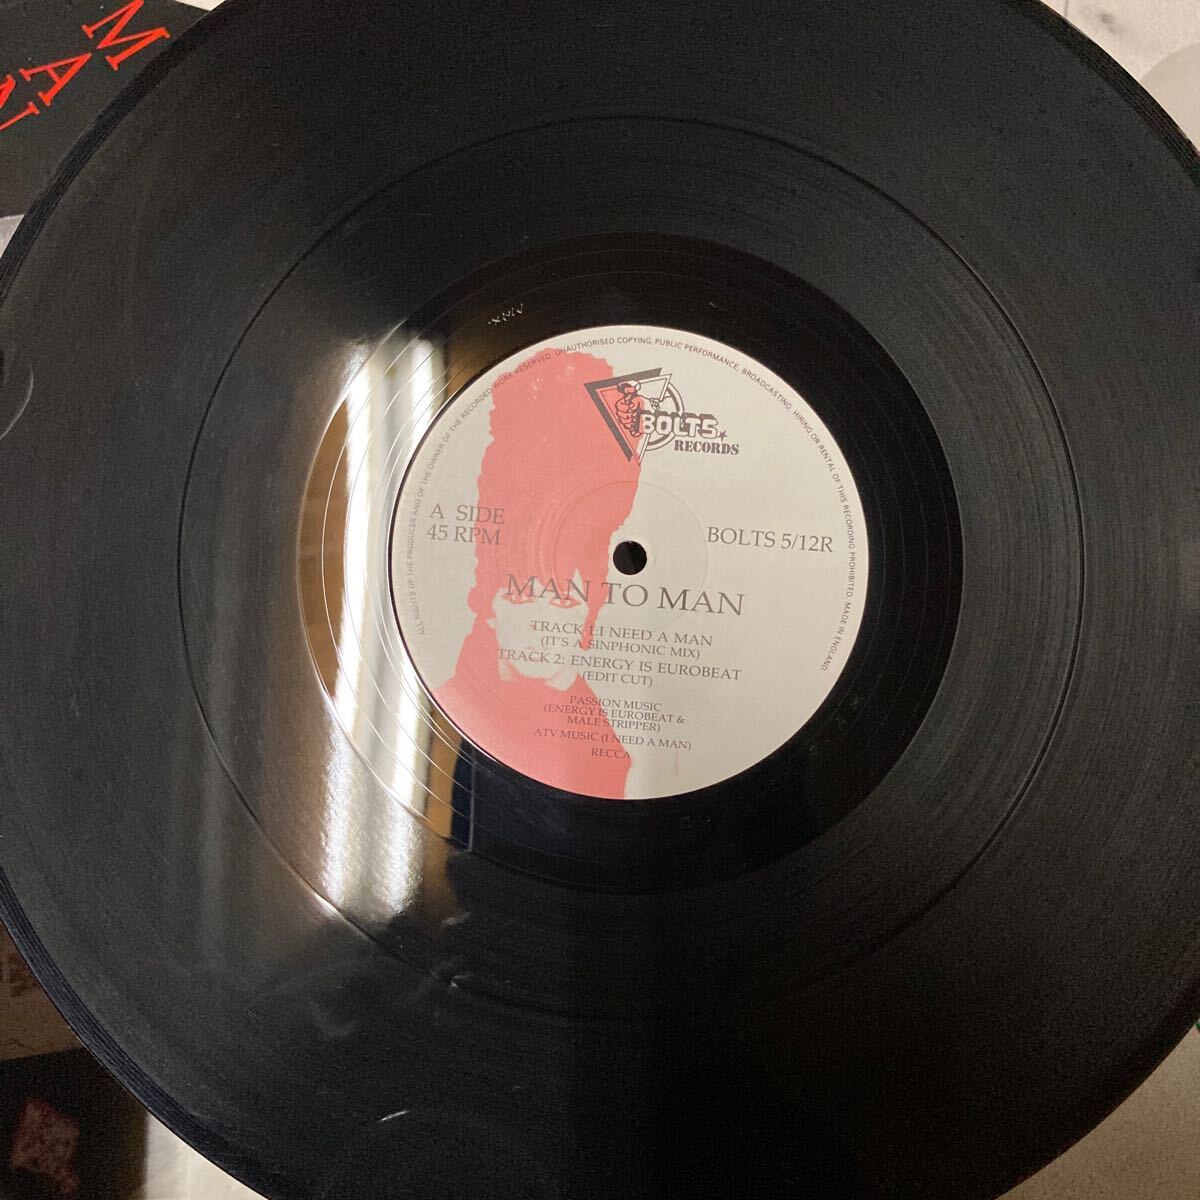 MAN
ALL RIGHTS OF THE PRODUCER AND OF THE OWNER OF THE RECORDED WORK RESERVED. UNAUTHORISED COPYING, PUBLIC PERFORMANCE, BROADCASTING, HIRING OR RENTAL OF THIS RECORDING PROHIBITED. MADE IN ENGLAND.
BOLTS
RECORDS
A SIDE
45 RPM
BOLTS 5/12R
MAN TO MAN
TRACK 1:I NEED A MAN
(IT'S A SINPHONIC MIX)
TRACK 2: ENERGY IS EUROBEAT
(EDIT CUT)
PASSION MUSIC
(ENERGY IS EUROBEAT &
MALE STRIPPER)
ATV MUSIC (I NEED A MAN)
RECCA